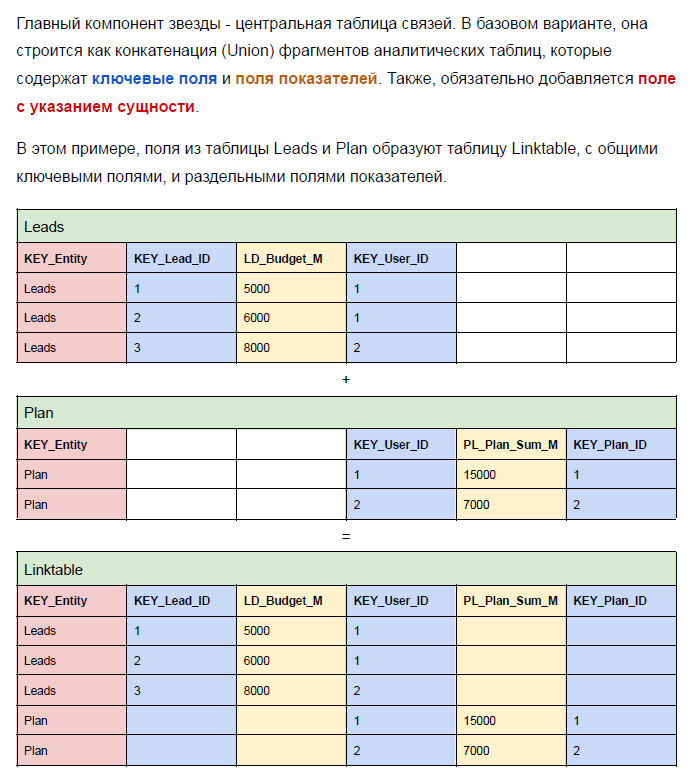 Главный компонент звезды - центральная таблица связей. В базовом варианте, она
строится как конкатенация (Union) фрагментов аналитических таблиц, которые
содержат ключевые поля и поля показателей. Также, обязательно добавляется поле
с указанием сущности.
В этом примере, поля из таблицы Leads и Plan образуют таблицу Linktable, с общими
ключевыми полями, и раздельными полями показателей.
Leads
KEY_Entity KEY_Lead_ID LD_Budget_M KEY_User_ID
Leads 1 5000 1
Leads 2 6000 1
Leads 3 8000 2
+
Plan
KEY_Entity KEY_User_ID PL_Plan_Sum_M KEY_Plan_ID
Plan 1 15000 1
Plan 2 7000 2
=
Linktable
KEY_Entity KEY_Lead_ID LD_Budget_M KEY_User_ID PL_Plan_Sum_M KEY_Plan_ID
Leads 1 5000 1
Leads 2 6000 1
Leads 3 8000 2
Plan 1 15000 1
Plan 2 7000 2